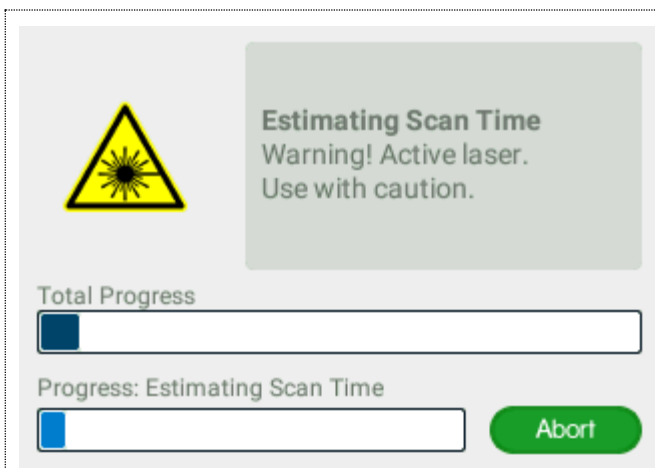 Estimating Scan Time
Warning! Active laser.
Use with caution.
Total Progress
Progress: Estimating Scan Time
Abort